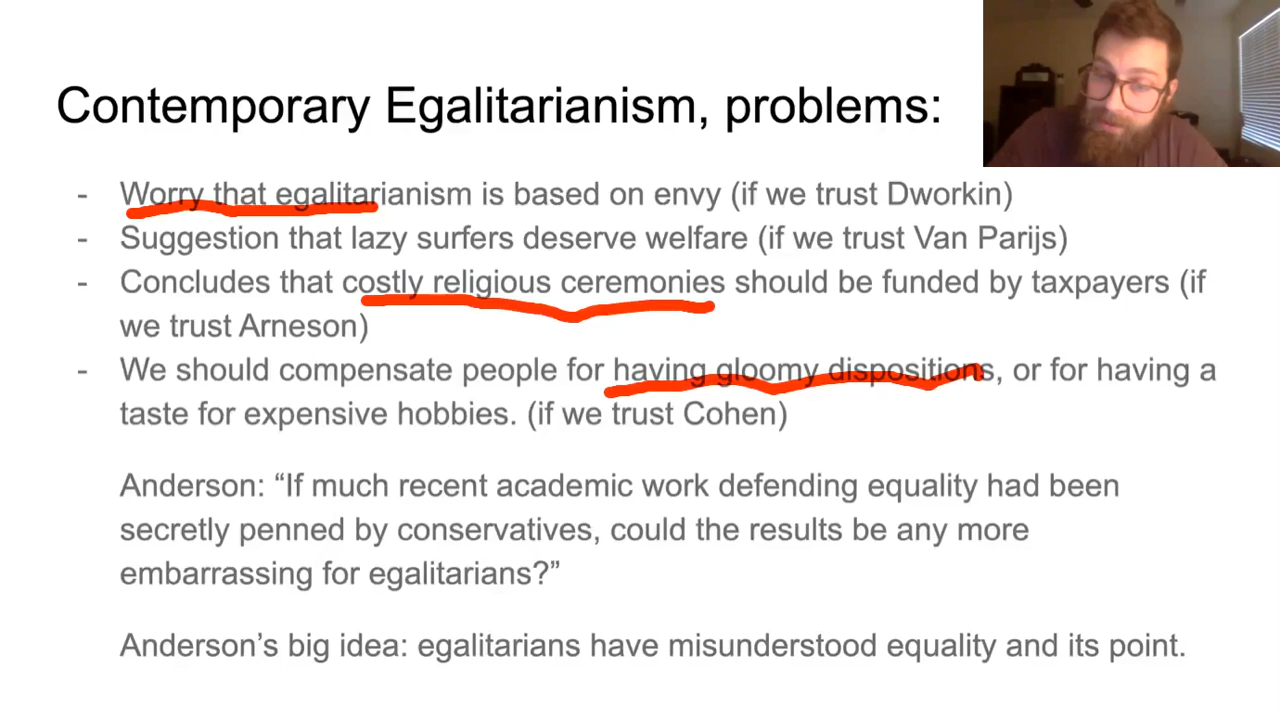 Contemporary Egalitarianism, problems:
- Worry that egalitarianism is based on envy (if we trust Dworkin)
- Suggestion that lazy surfers deserve welfare (if we trust Van Parijs)
- Concludes that costly religious ceremonies should be funded by taxpayers (if
we trust Arneson)
- We should compensate people for having gloomy dispositions, or for having a
taste for expensive hobbies. (if we trust Cohen)
Anderson: “If much recent academic work defending equality had been
secretly penned by conservatives, could the results be any more
embarrassing for egalitarians?”
Anderson’s big idea: egalitarians have misunderstood equality and its point.